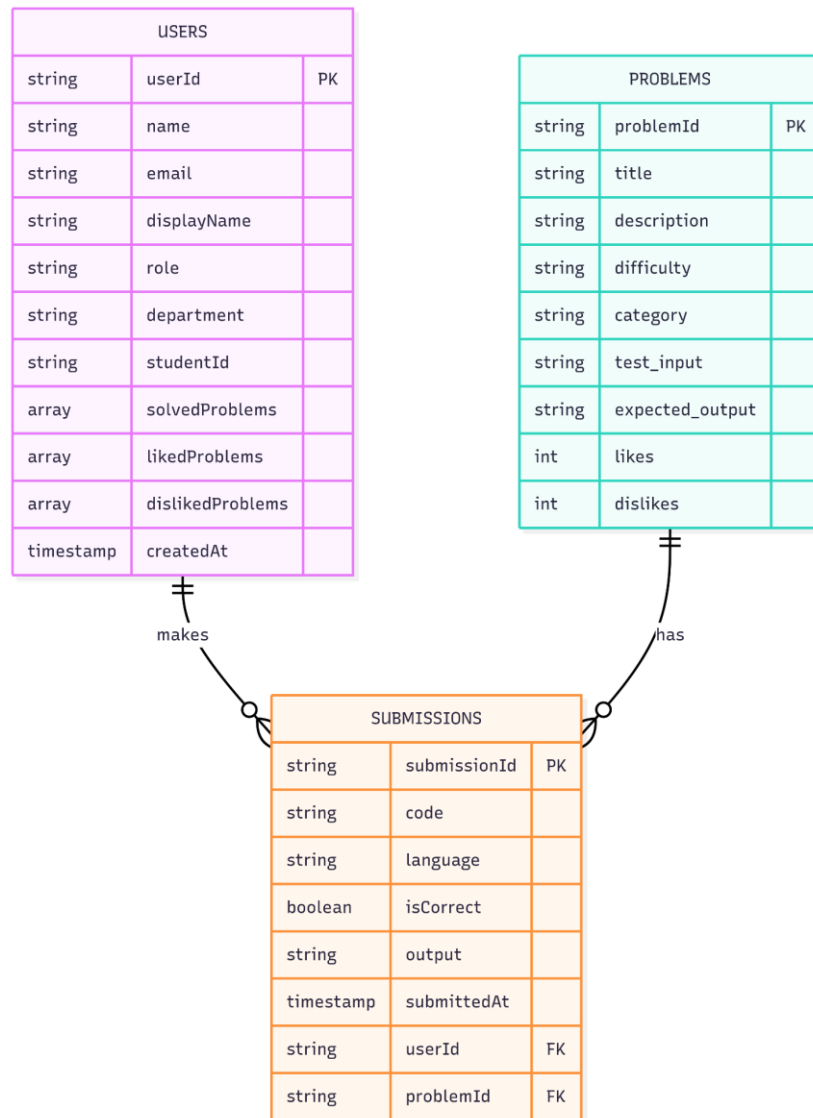 USERS
string userId PK
string name
string email
string displayName
string role
string department
string studentId
array solvedProblems
array likedProblems
array dislikedProblems
timestamp createdAt
PROBLEMS
string problemId PK
string title
string description
string difficulty
string category
string test_input
string expected_output
int likes
int dislikes
makes
has
SUBMISSIONS
string submissionId PK
string code
string language
boolean isCorrect
string output
timestamp submittedAt
string userId FK
string problemId FK